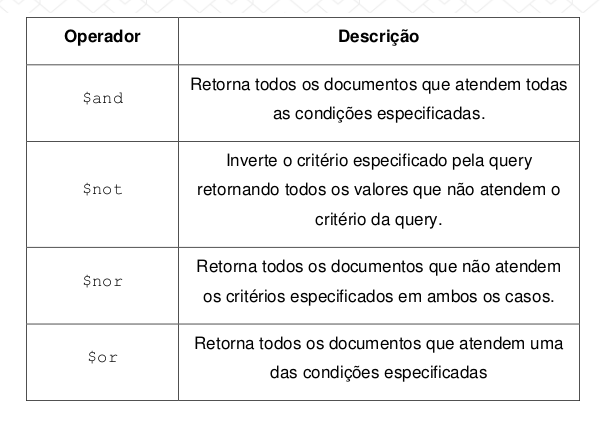 Operador Descrição
$and
Retorna todos os documentos que atendem todas
as condições especificadas.
$not
Inverte o critério especificado pela query
retornando todos os valores que não atendem o
critério da query.
$nor
Retorna todos os documentos que não atendem
os critérios especificados em ambos os casos.
$or
Retorna todos os documentos que atendem uma
das condições especificadas